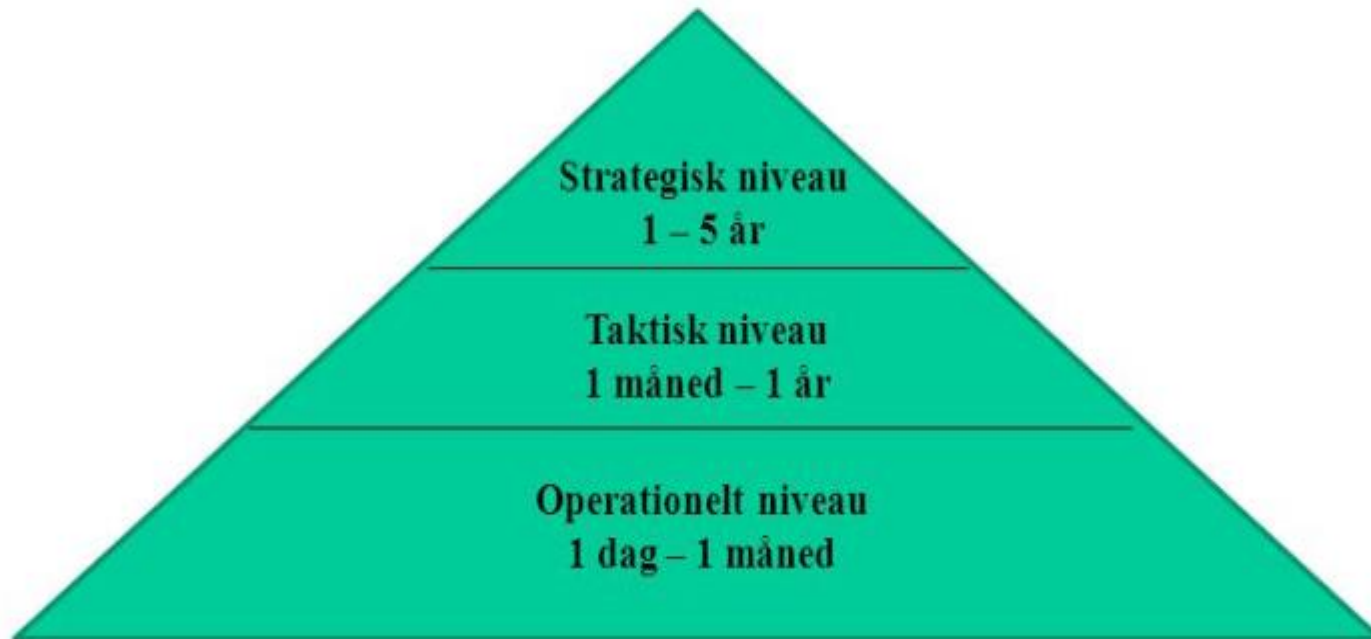 Strategisk niveau
1 – 5 år
Taktisk niveau
1 måned – 1 år
Operationelt niveau
1 dag – 1 måned